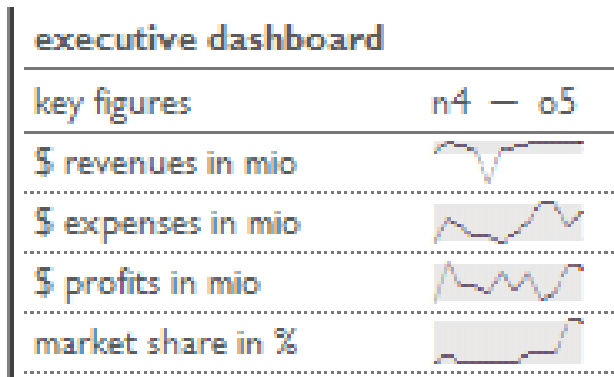 executive dashboard
key figures n4 — o5
$ revenues in mio
$ expenses in mio
$ profits in mio
market share in %